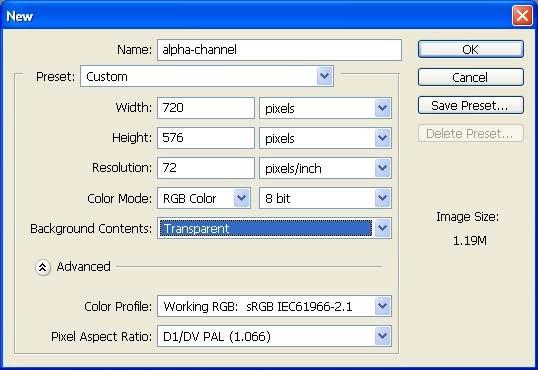 New
Name: alpha-channel
OK
Preset: Custom
Cancel
Width: 720 pixels
Save Preset...
Height: 576 pixels
Delete Preset...
Resolution: 72 pixels/inch
Color Mode: RGB Color 8 bit
Background Contents: Transparent
Image Size:
1.19M
Advanced
Color Profile: Working RGB: sRGB IEC61966-2.1
Pixel Aspect Ratio: D1/DV PAL (1.066)